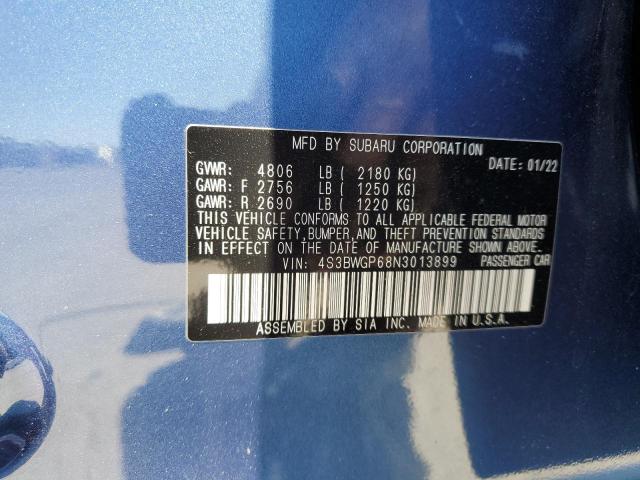 MFD BY SUBARU CORPORATION
GVWR: 4806 LB ( 2180 KG) DATE: 01/22
GAWR: F 2756 LB ( 1250 KG)
GAWR: R 2690 LB ( 1220 KG)
THIS VEHICLE CONFORMS TO ALL APPLICABLE FEDERAL MOTOR
VEHICLE SAFETY, BUMPER, AND THEFT PREVENTION STANDARDS
IN EFFECT ON THE DATE OF MANUFACTURE SHOWN ABOVE.
VIN: 4S3BWGP68N3013899 PASSENGER CAR
ASSEMBLED BY SIA INC. MADE IN U.S.A.